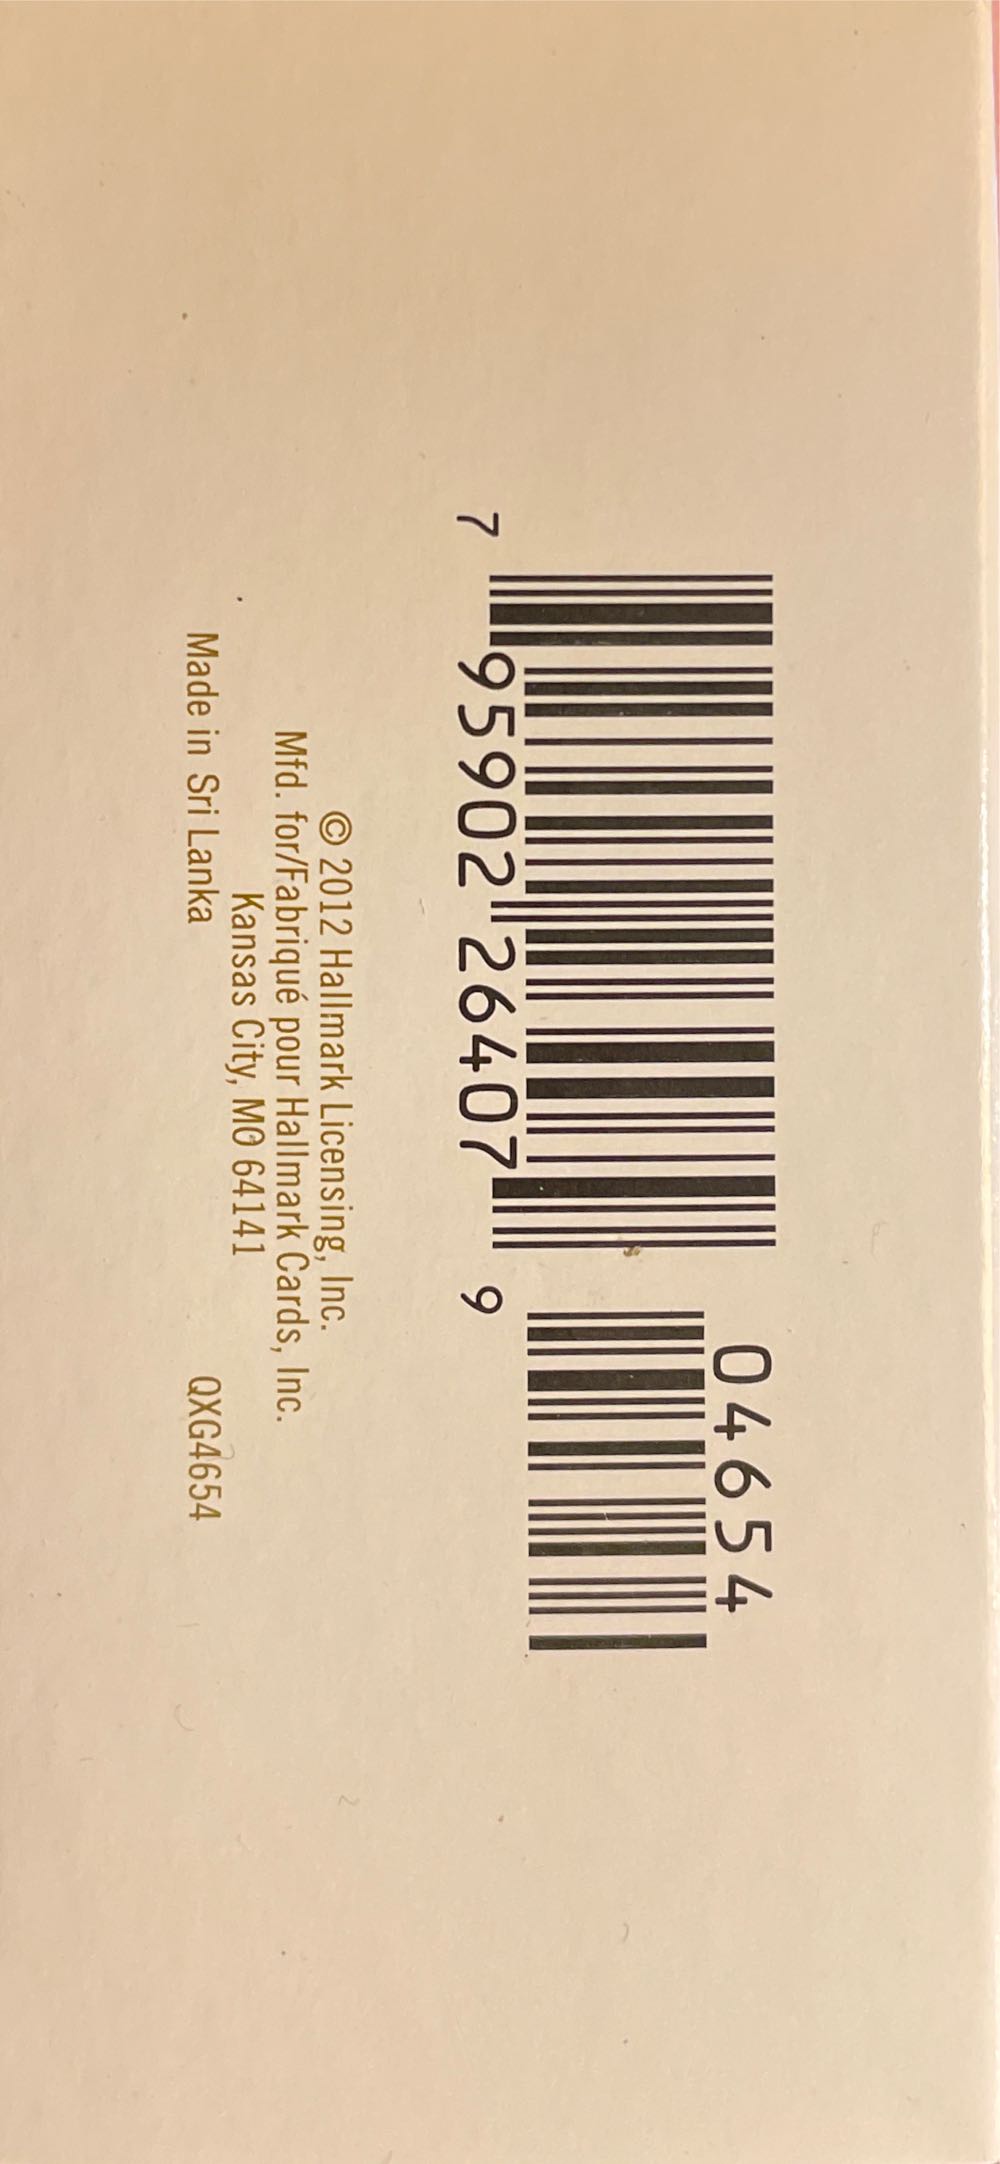 04654
7 95902 26407 9
© 2012 Hallmark Licensing, Inc.
Mfd. for/Fabriqué pour Hallmark Cards, Inc.
Kansas City, MO 64141
Made in Sri Lanka QXG4654